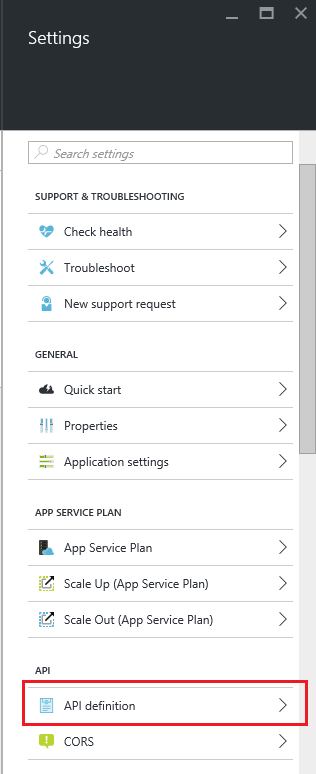 Settings
Search settings
SUPPORT & TROUBLESHOOTING
Check health
Troubleshoot
New support request
GENERAL
Quick start
Properties
Application settings
APP SERVICE PLAN
App Service Plan
Scale Up (App Service Plan)
Scale Out (App Service Plan)
API
API definition
CORS